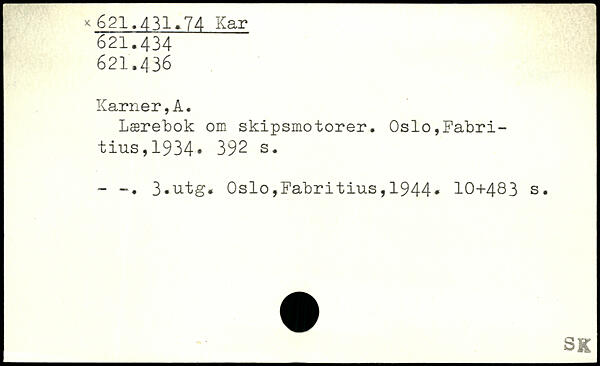 × 621.431.74 Kar
621.434
621.436
Karner,A.
Lærebok om skipsmotorer. Oslo,Fabri-
tius,1934. 392 s.
- -. 3.utg. Oslo,Fabritius,1944. 10+483 s.
SK